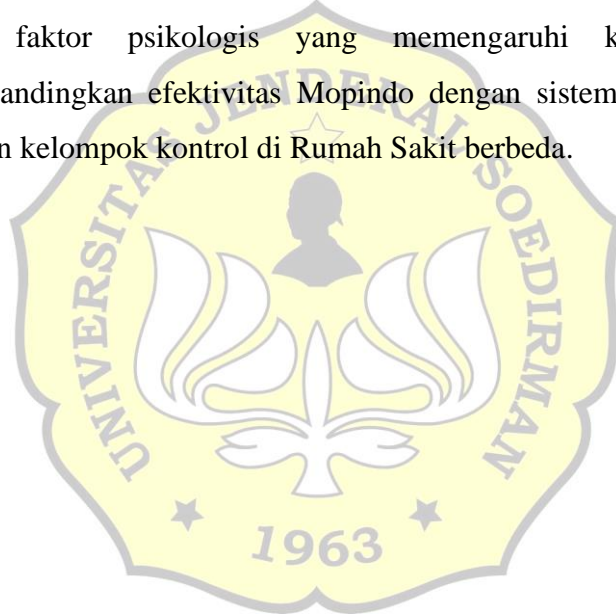 faktor psikologis yang memengaruhi k
andingkan efektivitas Mopindo dengan sistem
n kelompok kontrol di Rumah Sakit berbeda.
UNIVERSITAS JENDERAL SOEDIRMAN
1963